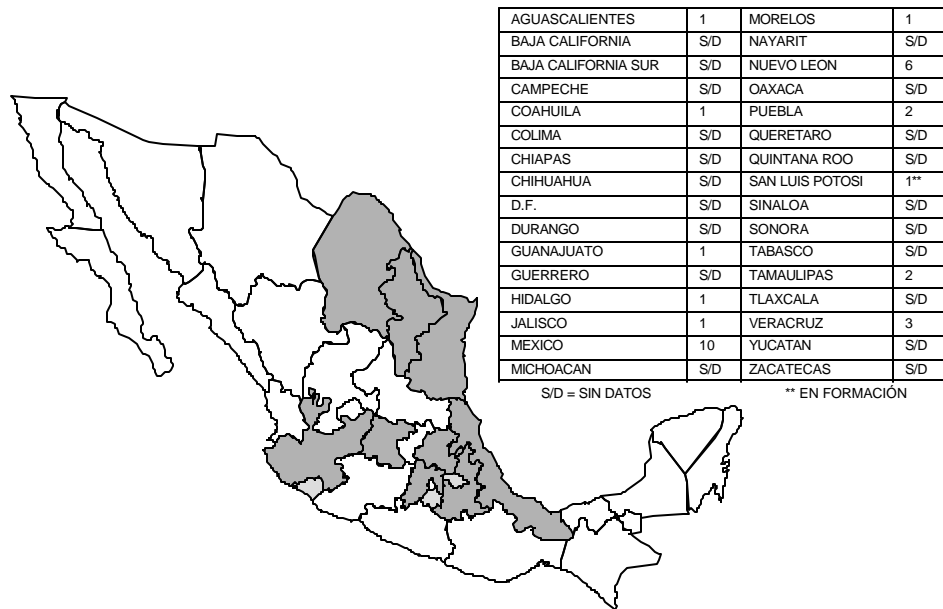 AGUASCALIENTES 1 MORELOS 1
BAJA CALIFORNIA S/D NAYARIT S/D
BAJA CALIFORNIA SUR S/D NUEVO LEON 6
CAMPECHE S/D OAXACA S/D
COAHUILA 1 PUEBLA 2
COLIMA S/D QUERETARO S/D
CHIAPAS S/D QUINTANA ROO S/D
CHIHUAHUA S/D SAN LUIS POTOSI 1**
D.F. S/D SINALOA S/D
DURANGO S/D SONORA S/D
GUANAJUATO 1 TABASCO S/D
GUERRERO S/D TAMAULIPAS 2
HIDALGO 1 TLAXCALA S/D
JALISCO 1 VERACRUZ 3
MEXICO 10 YUCATAN S/D
MICHOACAN S/D ZACATECAS S/D
S/D = SIN DATOS ** EN FORMACIÓN